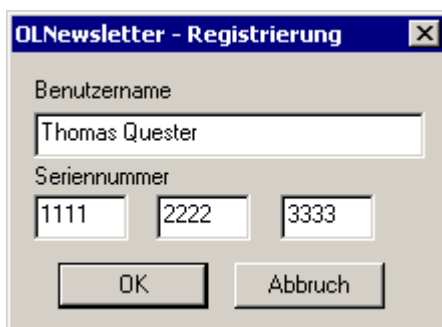 OLNewsletter - Registrierung
Benutzername
Thomas Quester
Seriennummer
1111 2222 3333
OK Abbruch